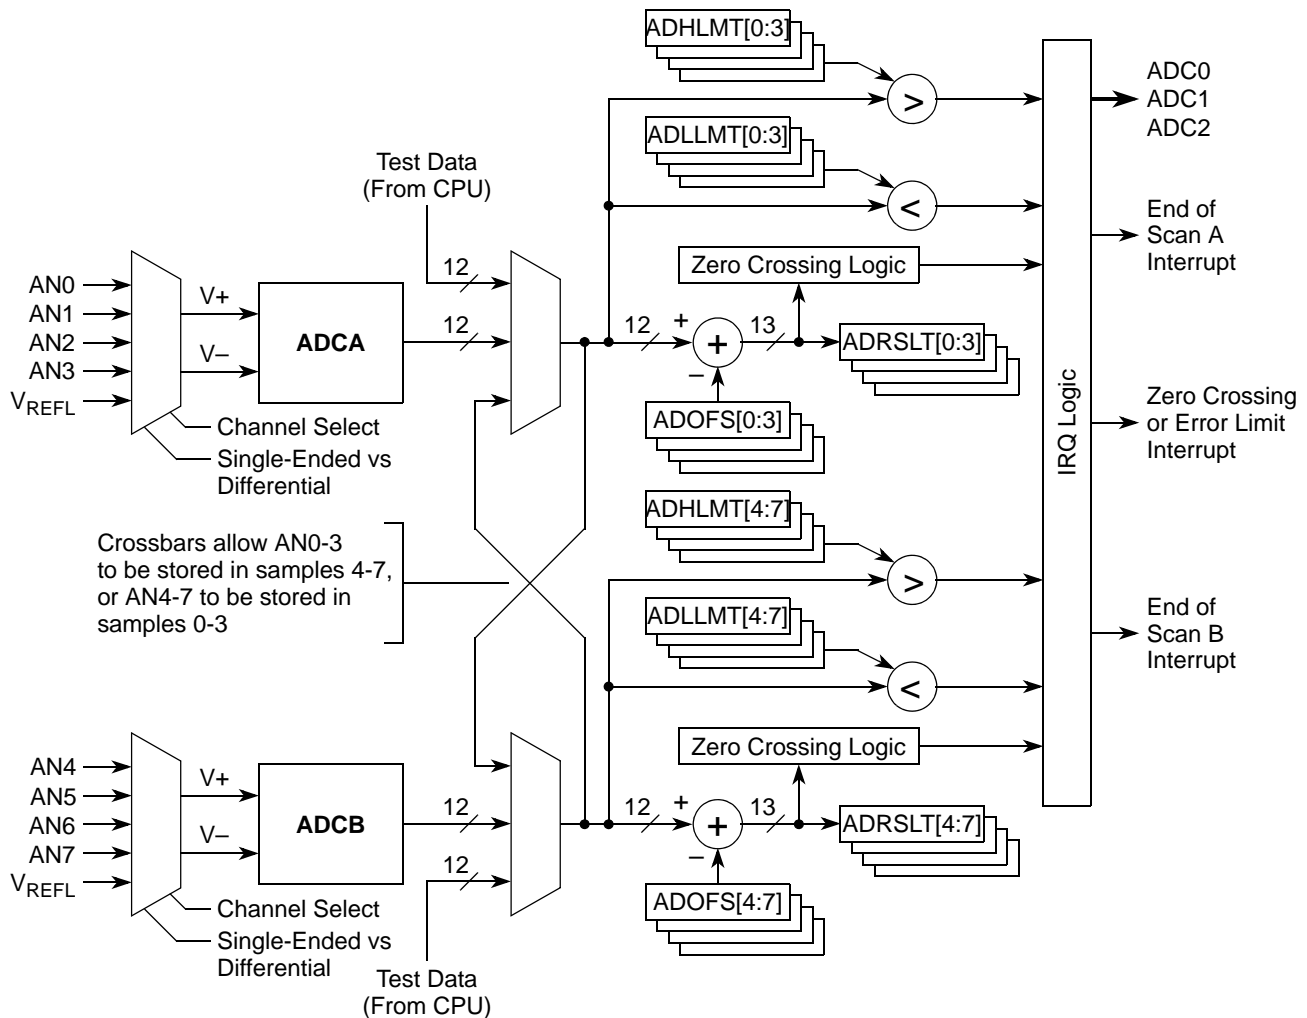 ADHLMT[0:3]
>
ADC0
ADC1
ADC2
ADLLMT[0:3]
<
Test Data
(From CPU)
End of
Scan A
Interrupt
12
Zero Crossing Logic
AN0
AN1
AN2
AN3
VREFL
V+
V–
ADCA
12
12
+
+
–
13
ADRSLT[0:3]
ADOFS[0:3]
IRQ Logic
Zero Crossing
or Error Limit
Interrupt
Channel Select
Single-Ended vs
Differential
ADHLMT[4:7]
>
Crossbars allow AN0-3
to be stored in samples 4-7,
or AN4-7 to be stored in
samples 0-3
ADLLMT[4:7]
<
End of
Scan B
Interrupt
Zero Crossing Logic
AN4
AN5
AN6
AN7
VREFL
V+
V–
ADCB
12
12
12
+
+
–
13
ADRSLT[4:7]
ADOFS[4:7]
Channel Select
Single-Ended vs
Differential
Test Data
(From CPU)